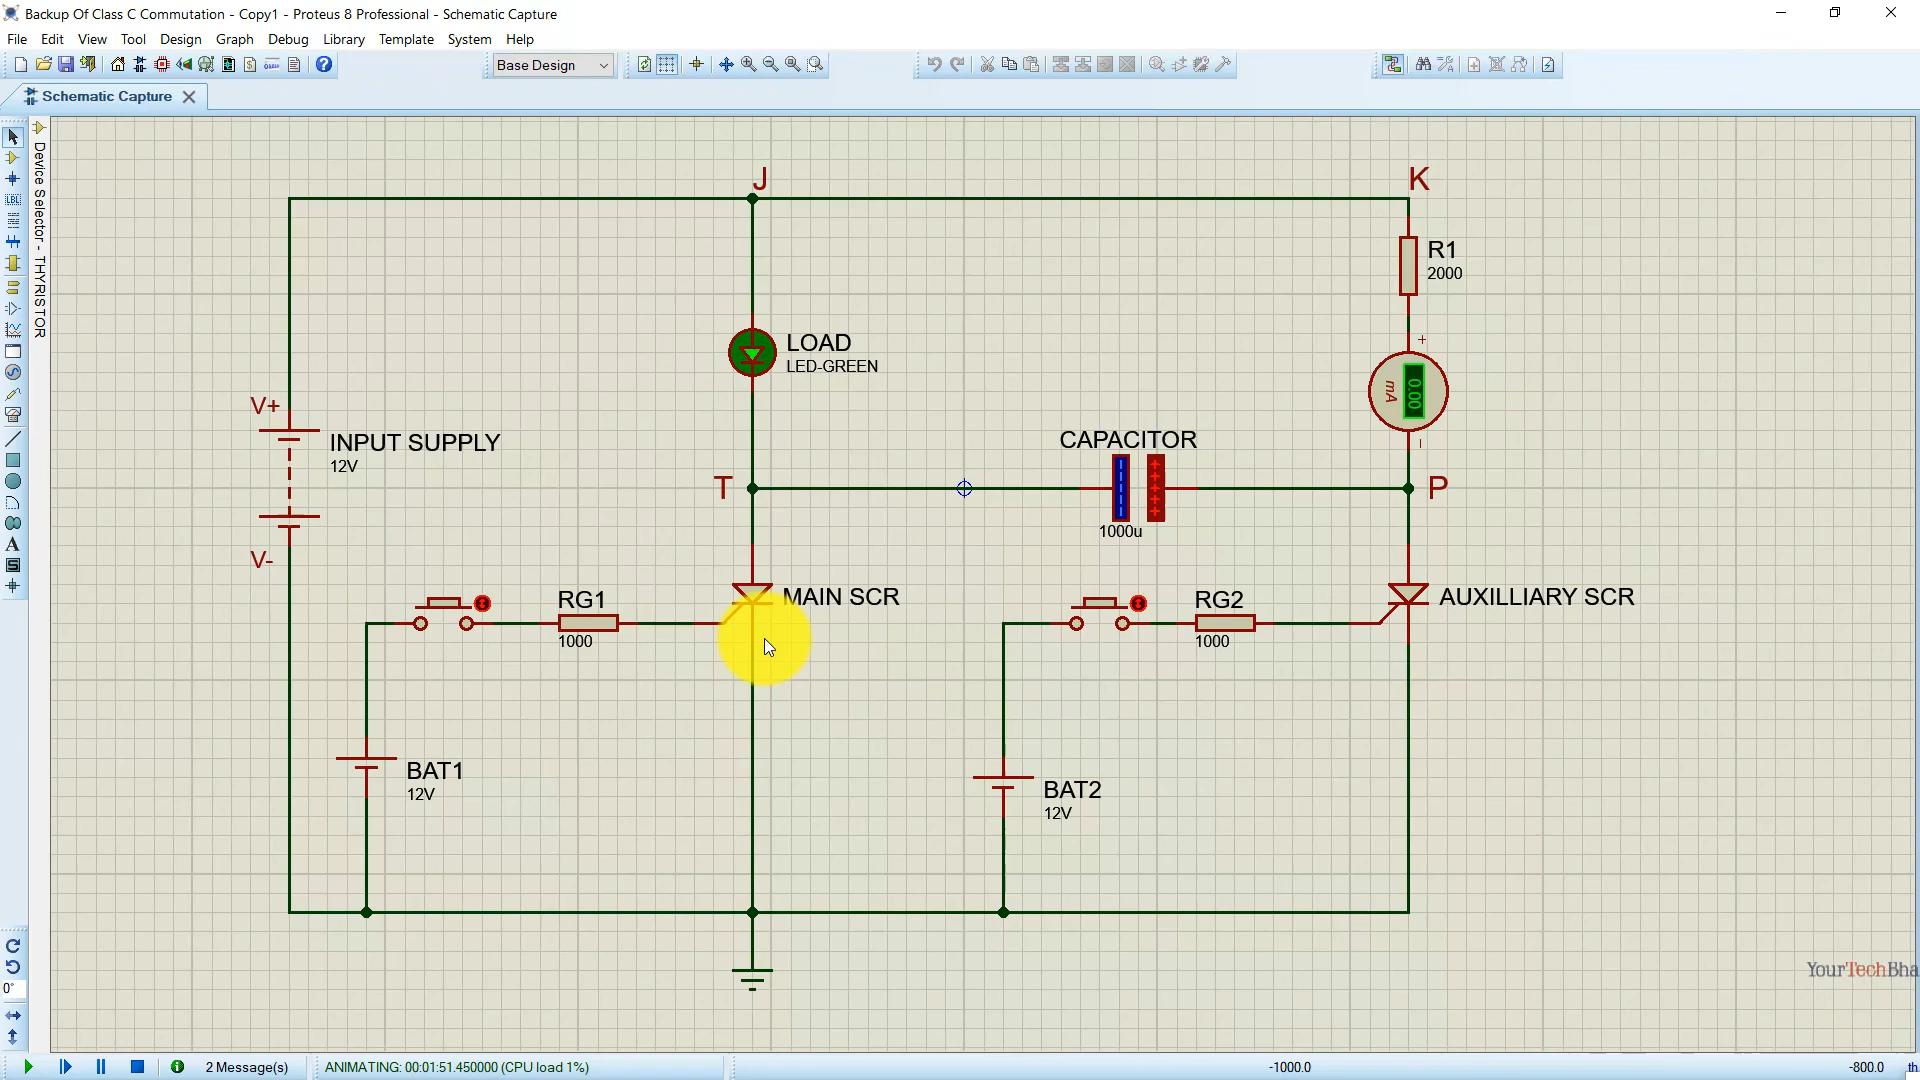 Backup Of Class C Commutation - Copy1 - Proteus 8 Professional - Schematic Capture
File Edit View Tool Design Graph Debug Library Template System Help
Base Design
Schematic Capture
Device Selector - THYRISTOR
LBL
A
S
0°
J
K
R1
2000
LOAD
LED-GREEN
+
mA
0.00
V+
INPUT SUPPLY
12V
CAPACITOR
T
P
1000u
V-
RG1
1000
MAIN SCR
RG2
1000
AUXILLIARY SCR
BAT1
12V
BAT2
12V
YourTechBha
2 Message(s)
ANIMATING: 00:01:51.450000 (CPU load 1%)
-1000.0
-800.0
th